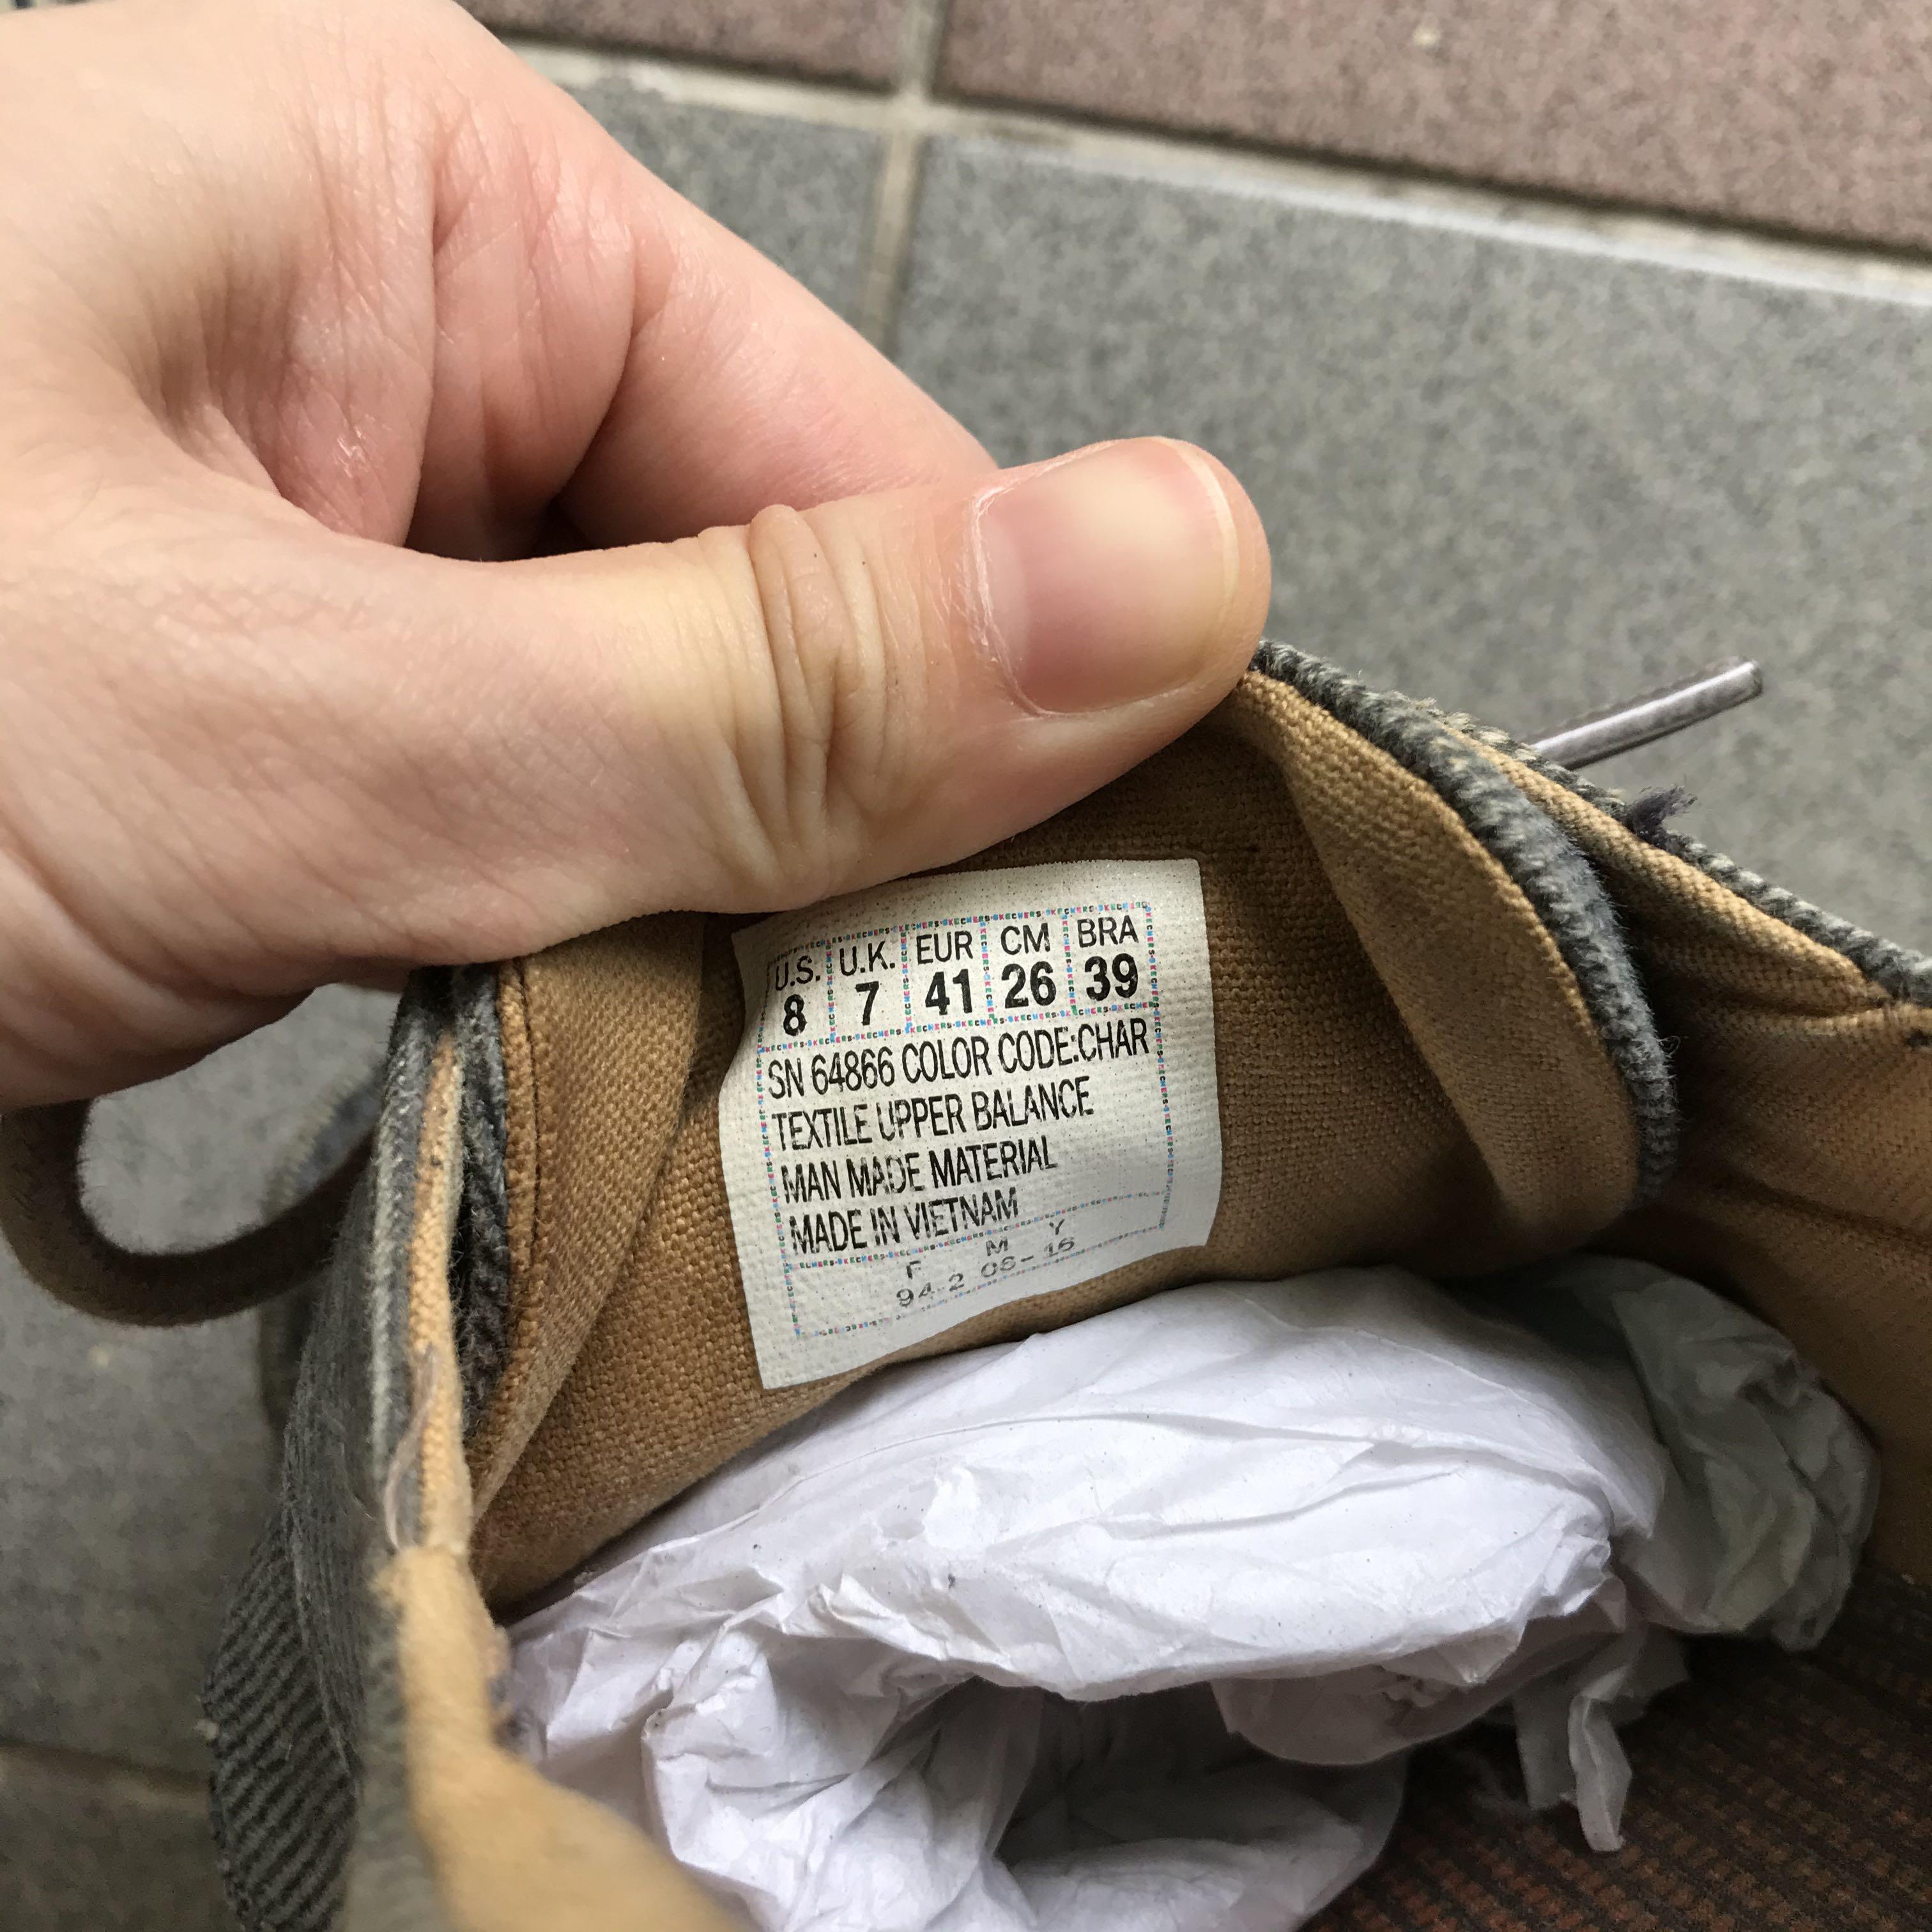 U.S. U.K. EUR CM BRA
8 7 41 26 39
SN 64866 COLOR CODE:CHAR
TEXTILE UPPER BALANCE
MAN MADE MATERIAL
MADE IN VIETNAM
F M Y
94-2 06-16